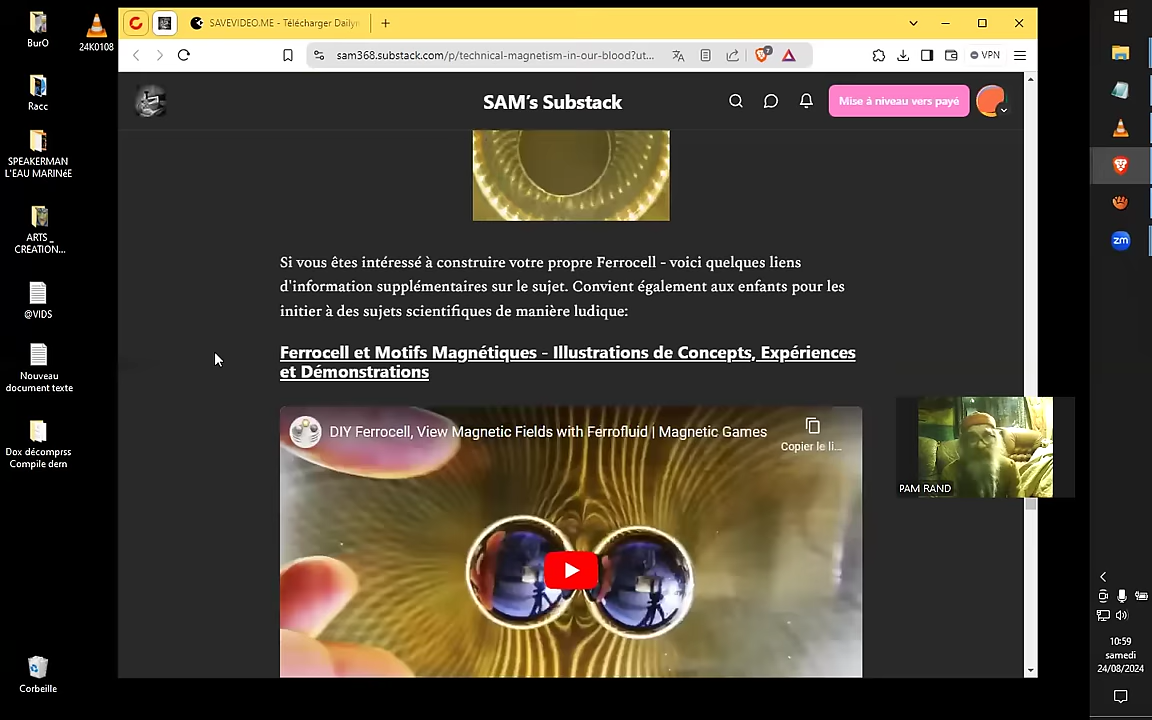 BurO
24K0108
Racc
SPEAKERMAN
L'EAU MARINéE
ARTS_
CREATION...
@VIDS
Nouveau
document texte
Dox décomprss
Compile dern
Corbeille
SAVEVIDEO.ME - Télécharger Dailyn
sam368.substack.com/p/technical-magnetism-in-our-blood?ut...
VPN
SAM's Substack
Mise à niveau vers payé
Si vous êtes intéressé à construire votre propre Ferrocell - voici quelques liens
d'information supplémentaires sur le sujet. Convient également aux enfants pour les
initier à des sujets scientifiques de manière ludique:
Ferrocell et Motifs Magnétiques - Illustrations de Concepts, Expériences
et Démonstrations
DIY Ferrocell, View Magnetic Fields with Ferrofluid | Magnetic Games
Copier le li...
PAM RAND
zm
10:59
samedi
24/08/2024